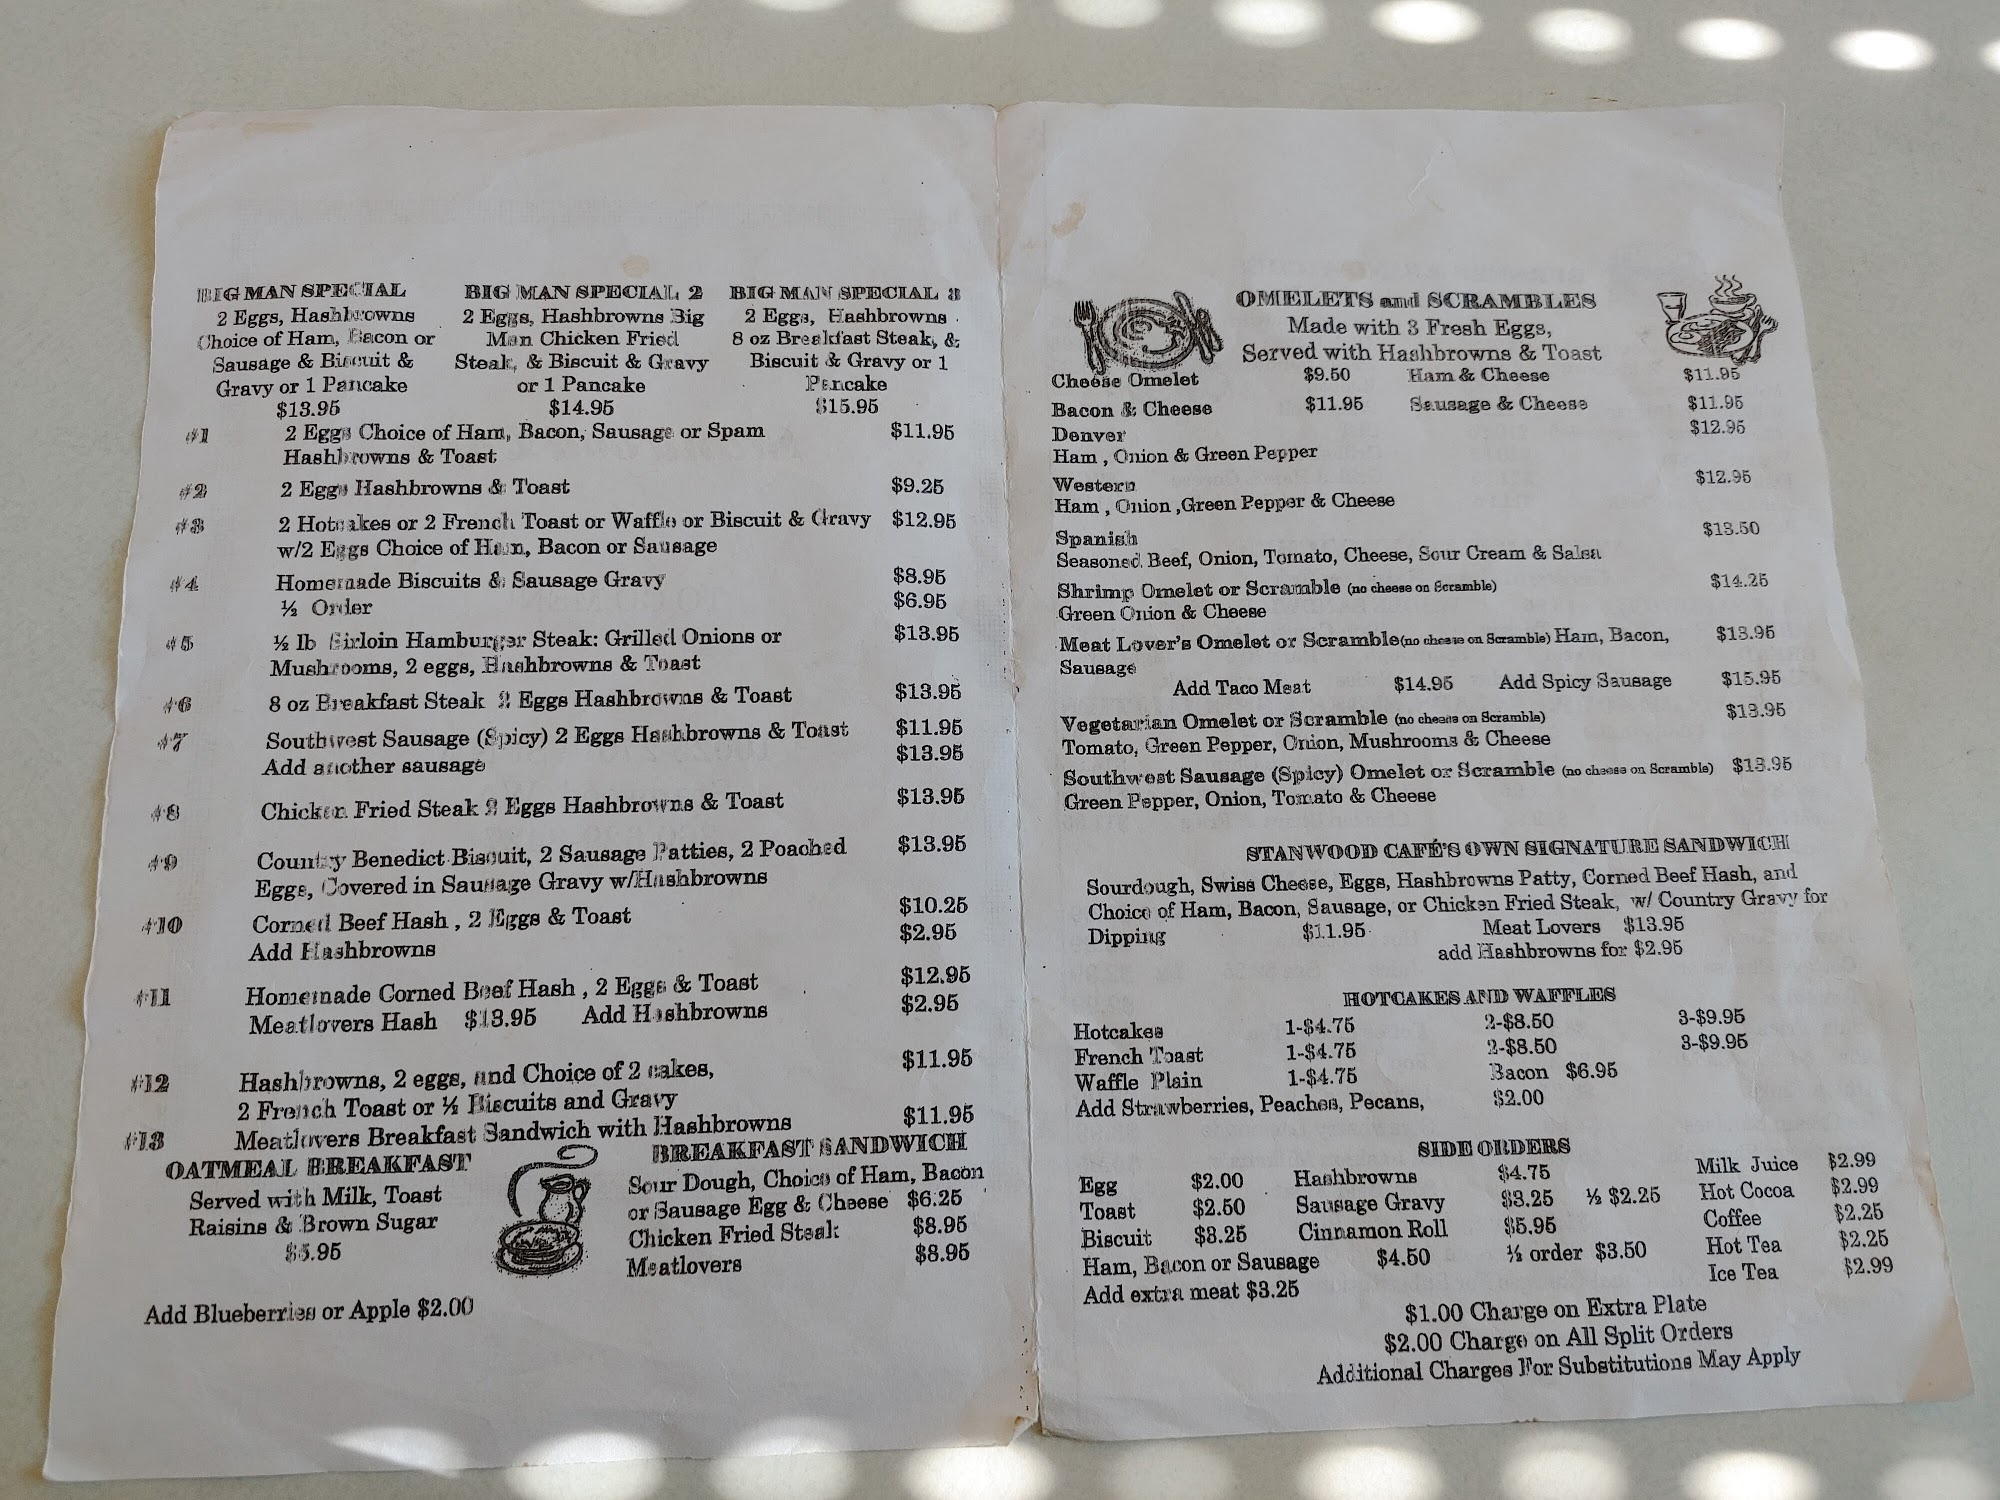 BIG MAN SPECIAL
2 Eggs, Hashbrowns
Choice of Ham, Bacon or
Sausage & Biscuit &
Gravy or 1 Pancake
$13.95
BIG MAN SPECIAL 2
2 Eggs, Hashbrowns Big
Man Chicken Fried
Steak, & Biscuit & Gravy
or 1 Pancake
$14.95
BIG MAN SPECIAL 3
2 Eggs, Hashbrowns
8 oz Breakfast Steak, &
Biscuit & Gravy or 1
Pancake
$15.95
#1 2 Eggs Choice of Ham, Bacon, Sausage or Spam $11.95
Hashbrowns & Toast
#2 2 Eggs Hashbrowns & Toast $9.25
#3 2 Hotcakes or 2 French Toast or Waffle or Biscuit & Gravy $12.95
w/2 Eggs Choice of Ham, Bacon or Sausage
#4 Homemade Biscuits & Sausage Gravy $8.95
½ Order $6.95
#5 ½ lb Sirloin Hamburger Steak: Grilled Onions or $13.95
Mushrooms, 2 eggs, Hashbrowns & Toast
#6 8 oz Breakfast Steak 2 Eggs Hashbrowns & Toast $13.95
#7 Southwest Sausage (Spicy) 2 Eggs Hashbrowns & Toast $11.95
Add another sausage $13.95
#8 Chicken Fried Steak 2 Eggs Hashbrowns & Toast $13.95
#9 Country Benedict Biscuit, 2 Sausage Patties, 2 Poached $13.95
Eggs, Covered in Sausage Gravy w/Hashbrowns
#10 Corned Beef Hash , 2 Eggs & Toast $10.25
Add Hashbrowns $2.95
#11 Homemade Corned Beef Hash , 2 Eggs & Toast $12.95
Meatlovers Hash $13.95 Add Hashbrowns $2.95
#12 Hashbrowns, 2 eggs, and Choice of 2 cakes, $11.95
2 French Toast or ½ Biscuits and Gravy
#13 Meatlovers Breakfast Sandwich with Hashbrowns $11.95
OATMEAL BREAKFAST
Served with Milk, Toast
Raisins & Brown Sugar
$5.95
Add Blueberries or Apple $2.00
BREAKFAST SANDWICH
Sour Dough, Choice of Ham, Bacon
or Sausage Egg & Cheese $6.25
Chicken Fried Steak $8.95
Meatlovers $8.95
OMELETS and SCRAMBLES
Made with 3 Fresh Eggs,
Served with Hashbrowns & Toast
Cheese Omelet $9.50 Ham & Cheese $11.95
Bacon & Cheese $11.95 Sausage & Cheese $11.95
Denver $12.95
Ham , Onion & Green Pepper
Western $12.95
Ham , Onion ,Green Pepper & Cheese
Spanish $13.50
Seasoned Beef, Onion, Tomato, Cheese, Sour Cream & Salsa
Shrimp Omelet or Scramble (no cheese on Scramble) $14.25
Green Onion & Cheese
Meat Lover's Omelet or Scramble(no cheese on Scramble) Ham, Bacon, $13.95
Sausage
Add Taco Meat $14.95 Add Spicy Sausage $15.95
Vegetarian Omelet or Scramble (no cheese on Scramble) $13.95
Tomato, Green Pepper, Onion, Mushrooms & Cheese
Southwest Sausage (Spicy) Omelet or Scramble (no cheese on Scramble) $13.95
Green Pepper, Onion, Tomato & Cheese
STANWOOD CAFÉ'S OWN SIGNATURE SANDWICH
Sourdough, Swiss Cheese, Eggs, Hashbrowns Patty, Corned Beef Hash, and
Choice of Ham, Bacon, Sausage, or Chicken Fried Steak, w/ Country Gravy for
Dipping $11.95 Meat Lovers $13.95
add Hashbrowns for $2.95
HOTCAKES AND WAFFLES
Hotcakes 1-$4.75 2-$8.50 3-$9.95
French Toast 1-$4.75 2-$8.50 3-$9.95
Waffle Plain 1-$4.75 Bacon $6.95
Add Strawberries, Peaches, Pecans, $2.00
SIDE ORDERS
Egg $2.00 Hashbrowns $4.75
Toast $2.50 Sausage Gravy $3.25 ½ $2.25
Biscuit $3.25 Cinnamon Roll $5.95
Ham, Bacon or Sausage $4.50 ½ order $3.50
Add extra meat $3.25
Milk Juice $2.99
Hot Cocoa $2.99
Coffee $2.25
Hot Tea $2.25
Ice Tea $2.99
$1.00 Charge on Extra Plate
$2.00 Charge on All Split Orders
Additional Charges For Substitutions May Apply